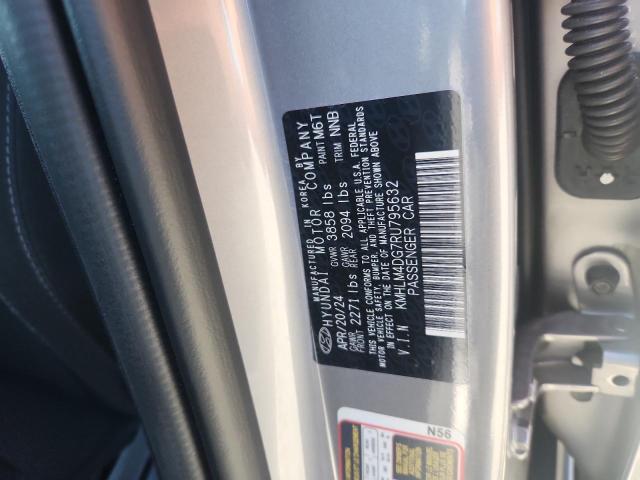 MANUFACTURED IN KOREA BY
HYUNDAI MOTOR COMPANY
APR/20/24 GVWR 3858 lbs PAINT M6T
GAWR FRONT 2271 lbs GAWR REAR 2094 lbs TRIM NNB
THIS VEHICLE CONFORMS TO ALL APPLICABLE U.S.A. FEDERAL
MOTOR VEHICLE SAFETY, BUMPER, AND THEFT PREVENTION STANDARDS
IN EFFECT ON THE DATE OF MANUFACTURE SHOWN ABOVE
V.I.N KMHLM4DG7RU795632
PASSENGER CAR
N56